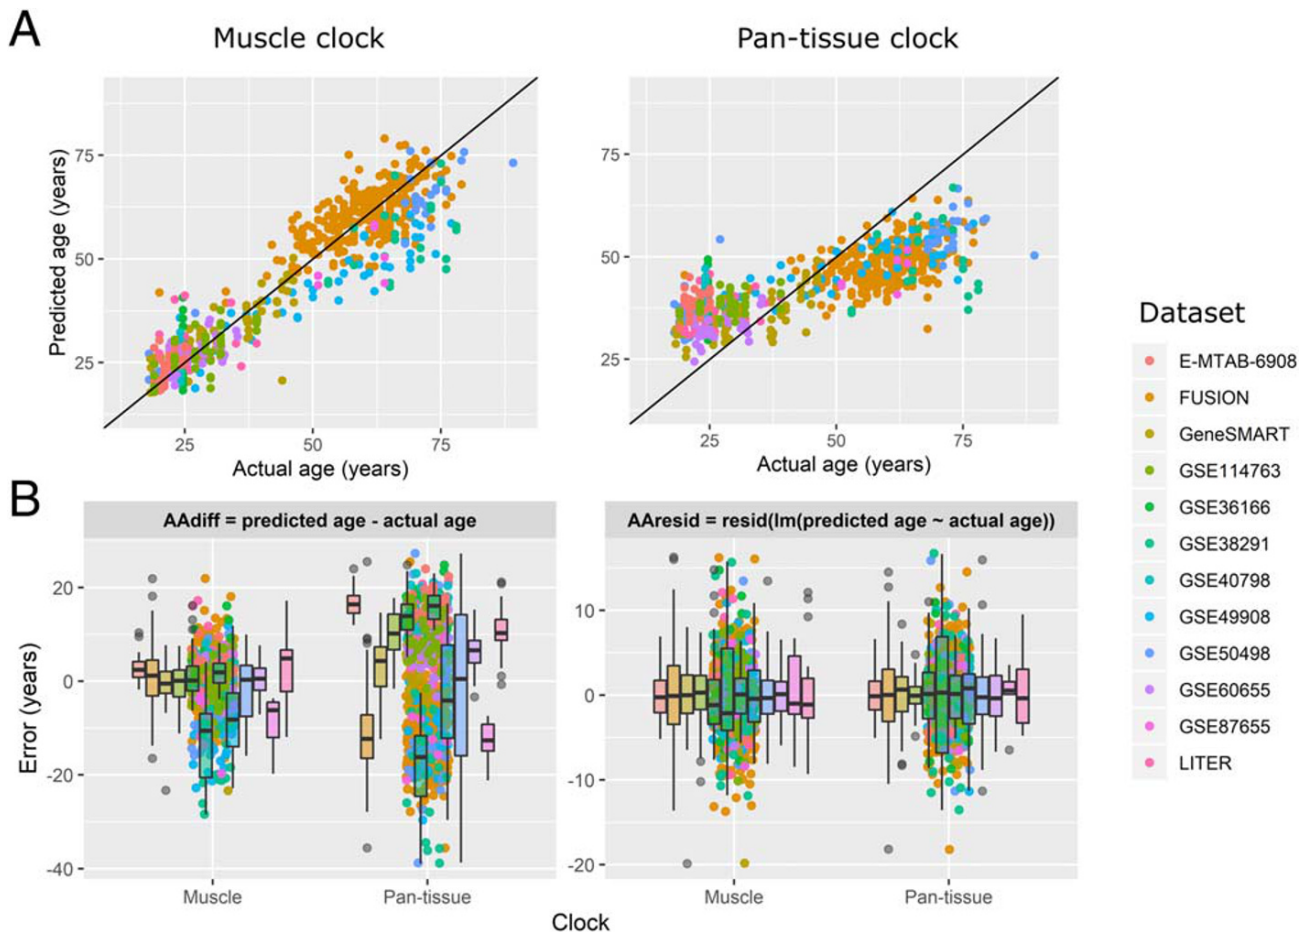 A
Muscle clock
Pan-tissue clock
Predicted age (years)
75
50
25
25
50
75
Actual age (years)
75
50
25
25
50
75
Actual age (years)
Dataset
E-MTAB-6908
FUSION
GeneSMART
GSE114763
GSE36166
GSE38291
GSE40798
GSE49908
GSE50498
GSE60655
GSE87655
LITER
B
AAdiff = predicted age - actual age
AAresid = resid(lm(predicted age ~ actual age))
Error (years)
20
0
-20
-40
Muscle
Pan-tissue
10
0
-10
-20
Muscle
Pan-tissue
Clock